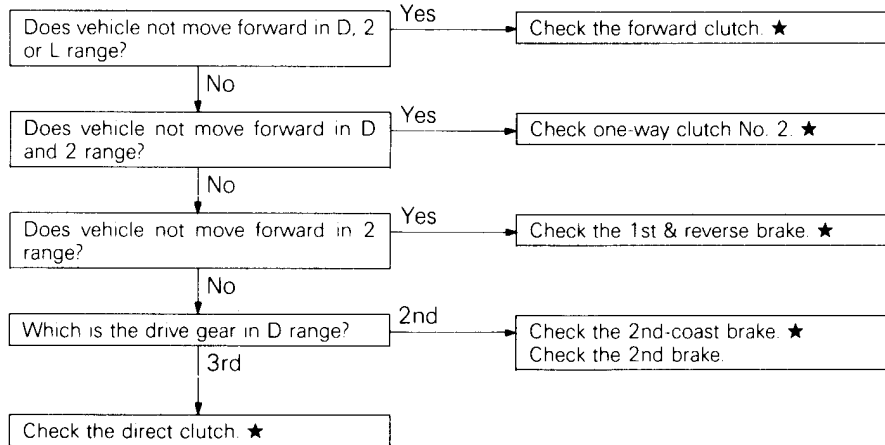 Does vehicle not move forward in D, 2
or L range?
Yes
Check the forward clutch. ★
No
Does vehicle not move forward in D
and 2 range?
Yes
Check one-way clutch No. 2. ★
No
Does vehicle not move forward in 2
range?
Yes
Check the 1st & reverse brake. ★
No
Which is the drive gear in D range?
2nd
Check the 2nd-coast brake. ★
Check the 2nd brake.
3rd
Check the direct clutch. ★